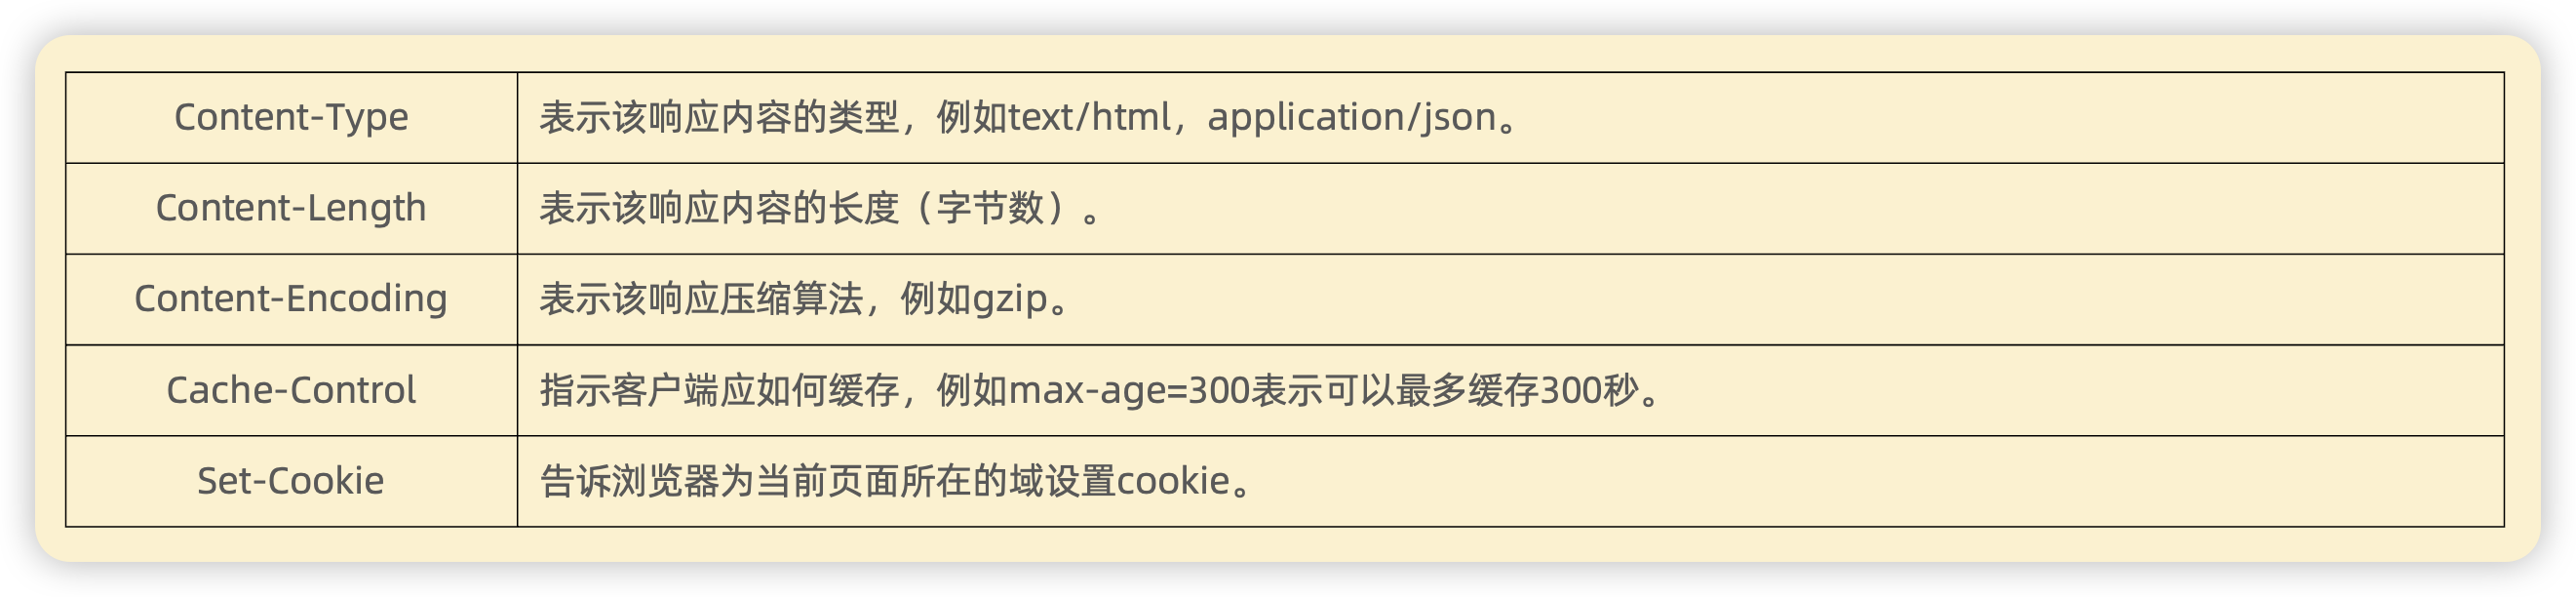 Content-Type 表示该响应内容的类型，例如text/html，application/json。
Content-Length 表示该响应内容的长度（字节数）。
Content-Encoding 表示该响应压缩算法，例如gzip。
Cache-Control 指示客户端应如何缓存，例如max-age=300表示可以最多缓存300秒。
Set-Cookie 告诉浏览器为当前页面所在的域设置cookie。